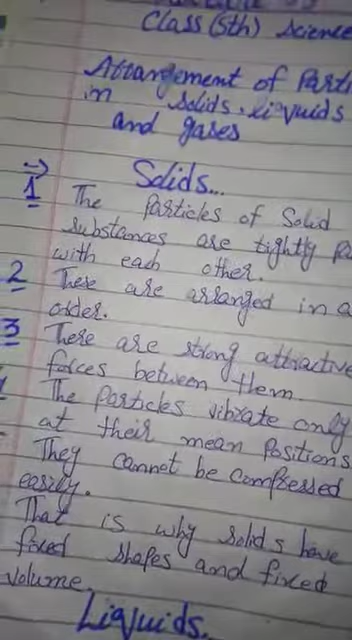 Class (5th) Science
Arrangement of Parti
in solids, liquids
and gases
Solids...
1 The Particles of Solid
substances are tightly Pa
with each other.
2 These are arranged in a
order.
3 There are strong attractive
forces between them.
The Particles vibrate only
at their mean Positions
They cannot be compressed
easily.
That is why solids have
fixed shapes and fixed
volume.
Liquids.